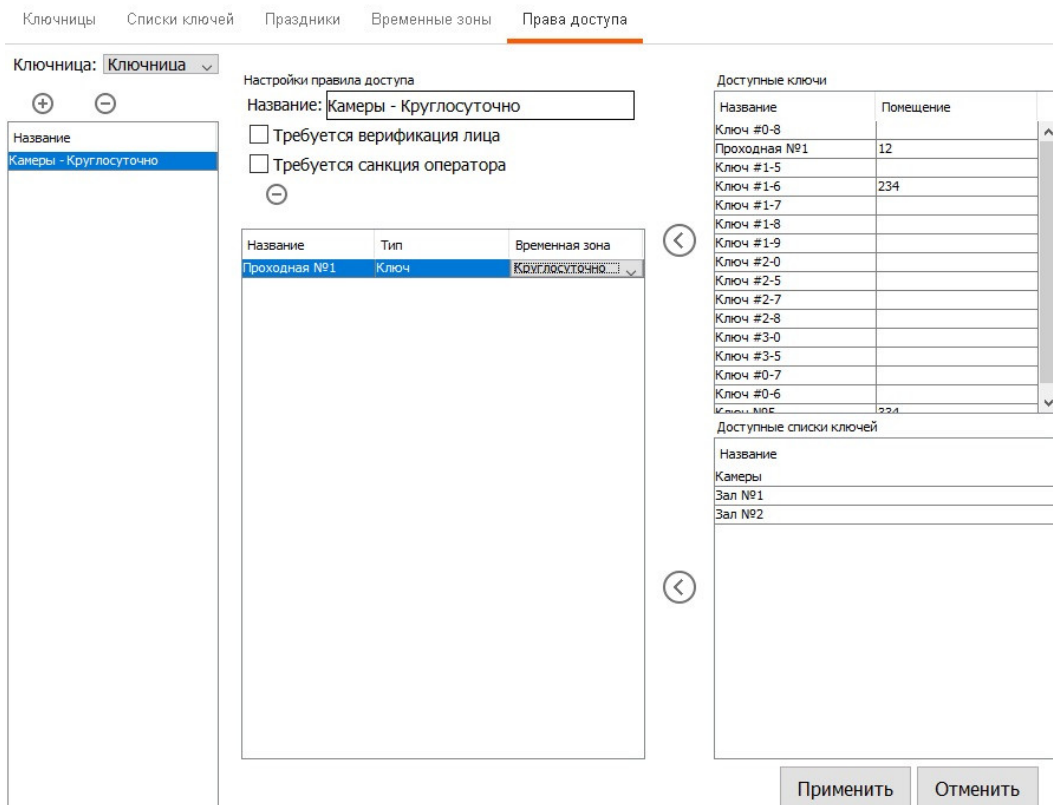 Ключницы Списки ключей Праздники Временные зоны Права доступа
Ключница: Ключница
Название
Камеры - Круглосуточно
Настройки правила доступа
Название: Камеры - Круглосуточно
Требуется верификация лица
Требуется санкция оператора
Название Тип Временная зона
Проходная №1 Ключ Круглосуточно
Доступные ключи
Название Помещение
Ключ #0-8
Проходная №1 12
Ключ #1-5
Ключ #1-6 234
Ключ #1-7
Ключ #1-8
Ключ #1-9
Ключ #2-0
Ключ #2-5
Ключ #2-7
Ключ #2-8
Ключ #3-0
Ключ #3-5
Ключ #0-7
Ключ #0-6
Ключ №5 334
Доступные списки ключей
Название
Камеры
Зал №1
Зал №2
Применить Отменить